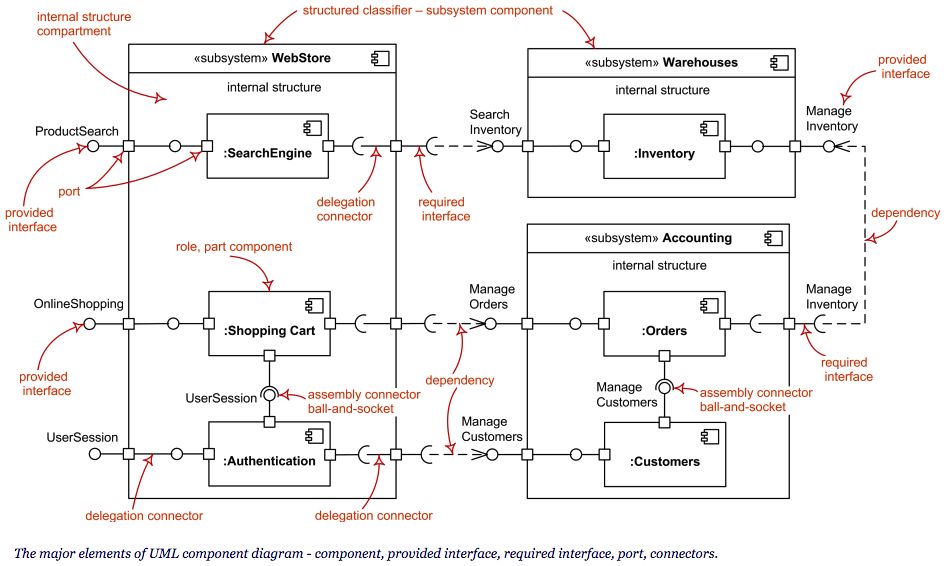 structured classifier – subsystem component
internal structure
compartment
«subsystem» WebStore
internal structure
«subsystem» Warehouses
internal structure
provided
interface
ProductSearch
:SearchEngine
Search
Inventory
:Inventory
Manage
Inventory
port
provided
interface
delegation
connector
required
interface
dependency
«subsystem» Accounting
internal structure
role, part component
OnlineShopping
:Shopping Cart
Manage
Orders
:Orders
Manage
Inventory
provided
interface
dependency
required
interface
UserSession
assembly connector
ball-and-socket
Manage
Customers
assembly connector
ball-and-socket
UserSession
:Authentication
Manage
Customers
:Customers
delegation connector
delegation connector
The major elements of UML component diagram - component, provided interface, required interface, port, connectors.